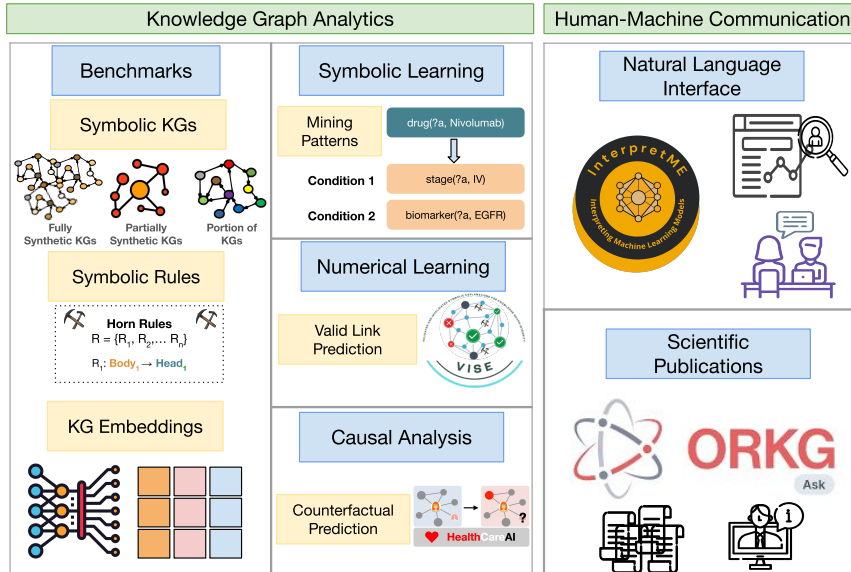 Knowledge Graph Analytics
Human-Machine Communication
Benchmarks
Symbolic KGs
Fully
Synthetic KGs
Partially
Synthetic KGs
Portion of
KGs
Symbolic Rules
Horn Rules
R = {R1, R2,… Rn}
R1: Body1 → Head1
KG Embeddings
Symbolic Learning
Mining
Patterns
drug(?a, Nivolumab)
Condition 1
stage(?a, IV)
Condition 2
biomarker(?a, EGFR)
Numerical Learning
Valid Link
Prediction
VISE
Causal Analysis
Counterfactual
Prediction
?
HealthCareAI
Natural Language
Interface
InterpretME
Interpreting Machine Learning Models
Scientific
Publications
ORKG
Ask
i